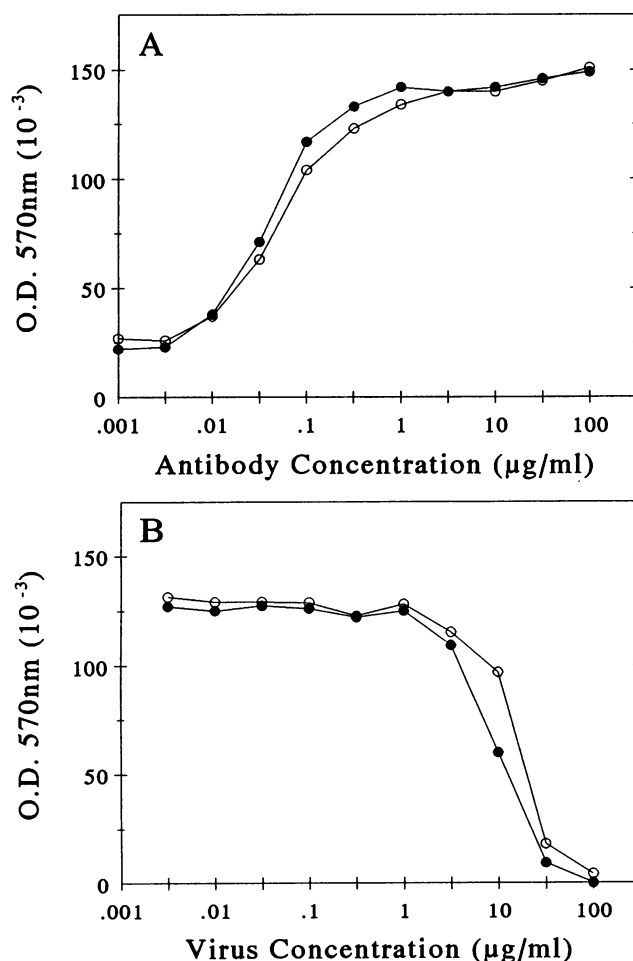 A
O.D. 570nm (10⁻³)
150
100
50
0
.001 .01 .1 1 10 100
Antibody Concentration (µg/ml)
B
O.D. 570nm (10⁻³)
150
100
50
0
.001 .01 .1 1 10 100
Virus Concentration (µg/ml)